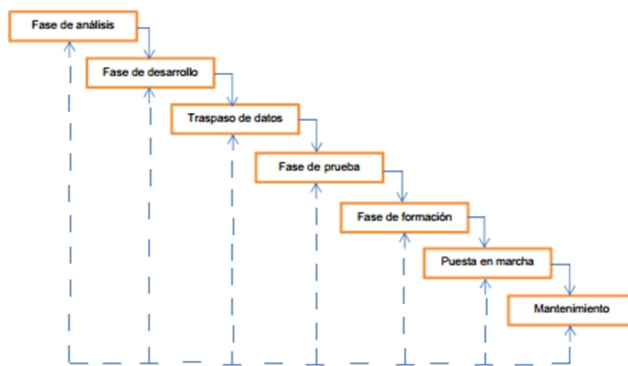 Fase de análisis
Fase de desarrollo
Traspaso de datos
Fase de prueba
Fase de formación
Puesta en marcha
Mantenimiento